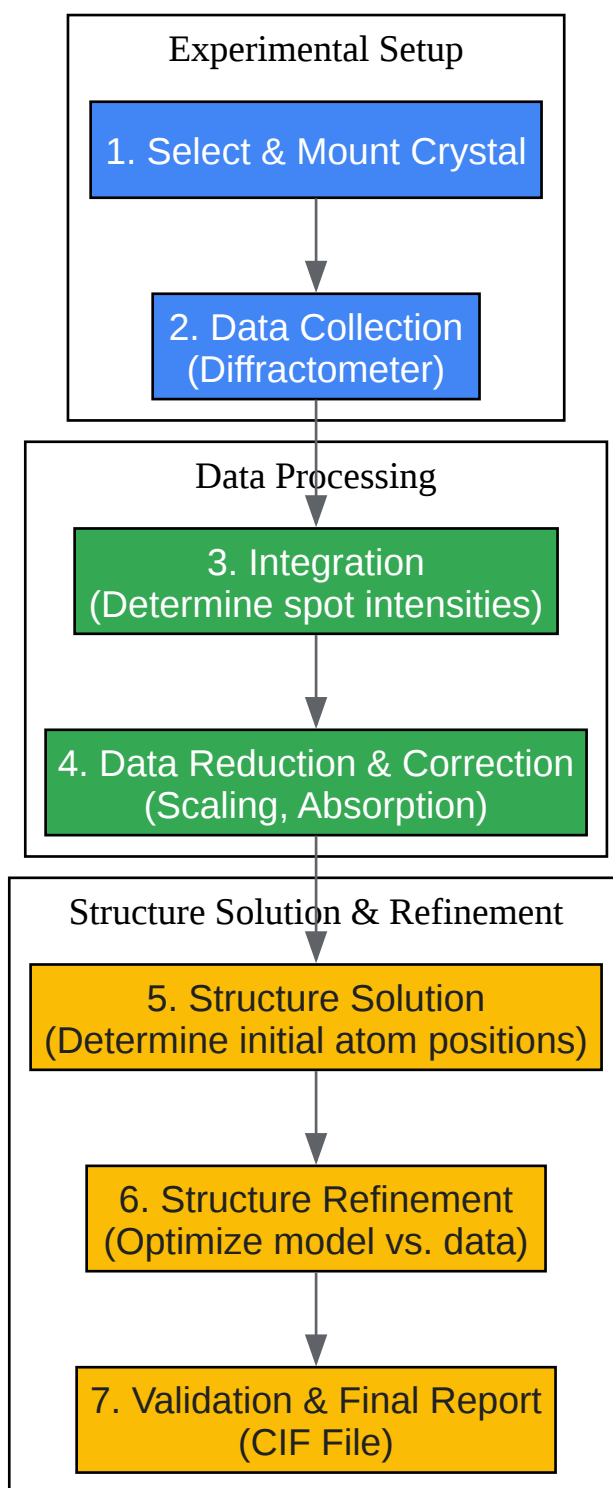 Experimental Setup
1. Select & Mount Crystal
2. Data Collection
(Diffractometer)
Data Processing
3. Integration
(Determine spot intensities)
4. Data Reduction & Correction
(Scaling, Absorption)
Structure Solution & Refinement
5. Structure Solution
(Determine initial atom positions)
6. Structure Refinement
(Optimize model vs. data)
7. Validation & Final Report
(CIF File)